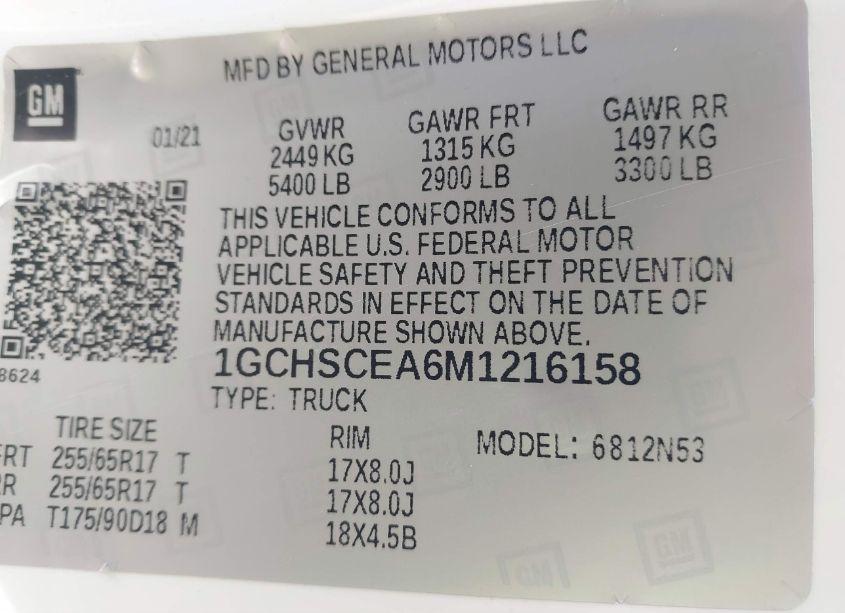 MFD BY GENERAL MOTORS LLC
GM
01/21
GVWR GAWR FRT GAWR RR
2449 KG 1315 KG 1497 KG
5400 LB 2900 LB 3300 LB
THIS VEHICLE CONFORMS TO ALL
APPLICABLE U.S. FEDERAL MOTOR
VEHICLE SAFETY AND THEFT PREVENTION
STANDARDS IN EFFECT ON THE DATE OF
MANUFACTURE SHOWN ABOVE.
8624
1GCHSCEA6M1216158
TYPE: TRUCK
TIRE SIZE RIM MODEL: 6812N53
FRT 255/65R17 T 17X8.0J
RR 255/65R17 T 17X8.0J
PA T175/90D18 M 18X4.5B
GM
GM